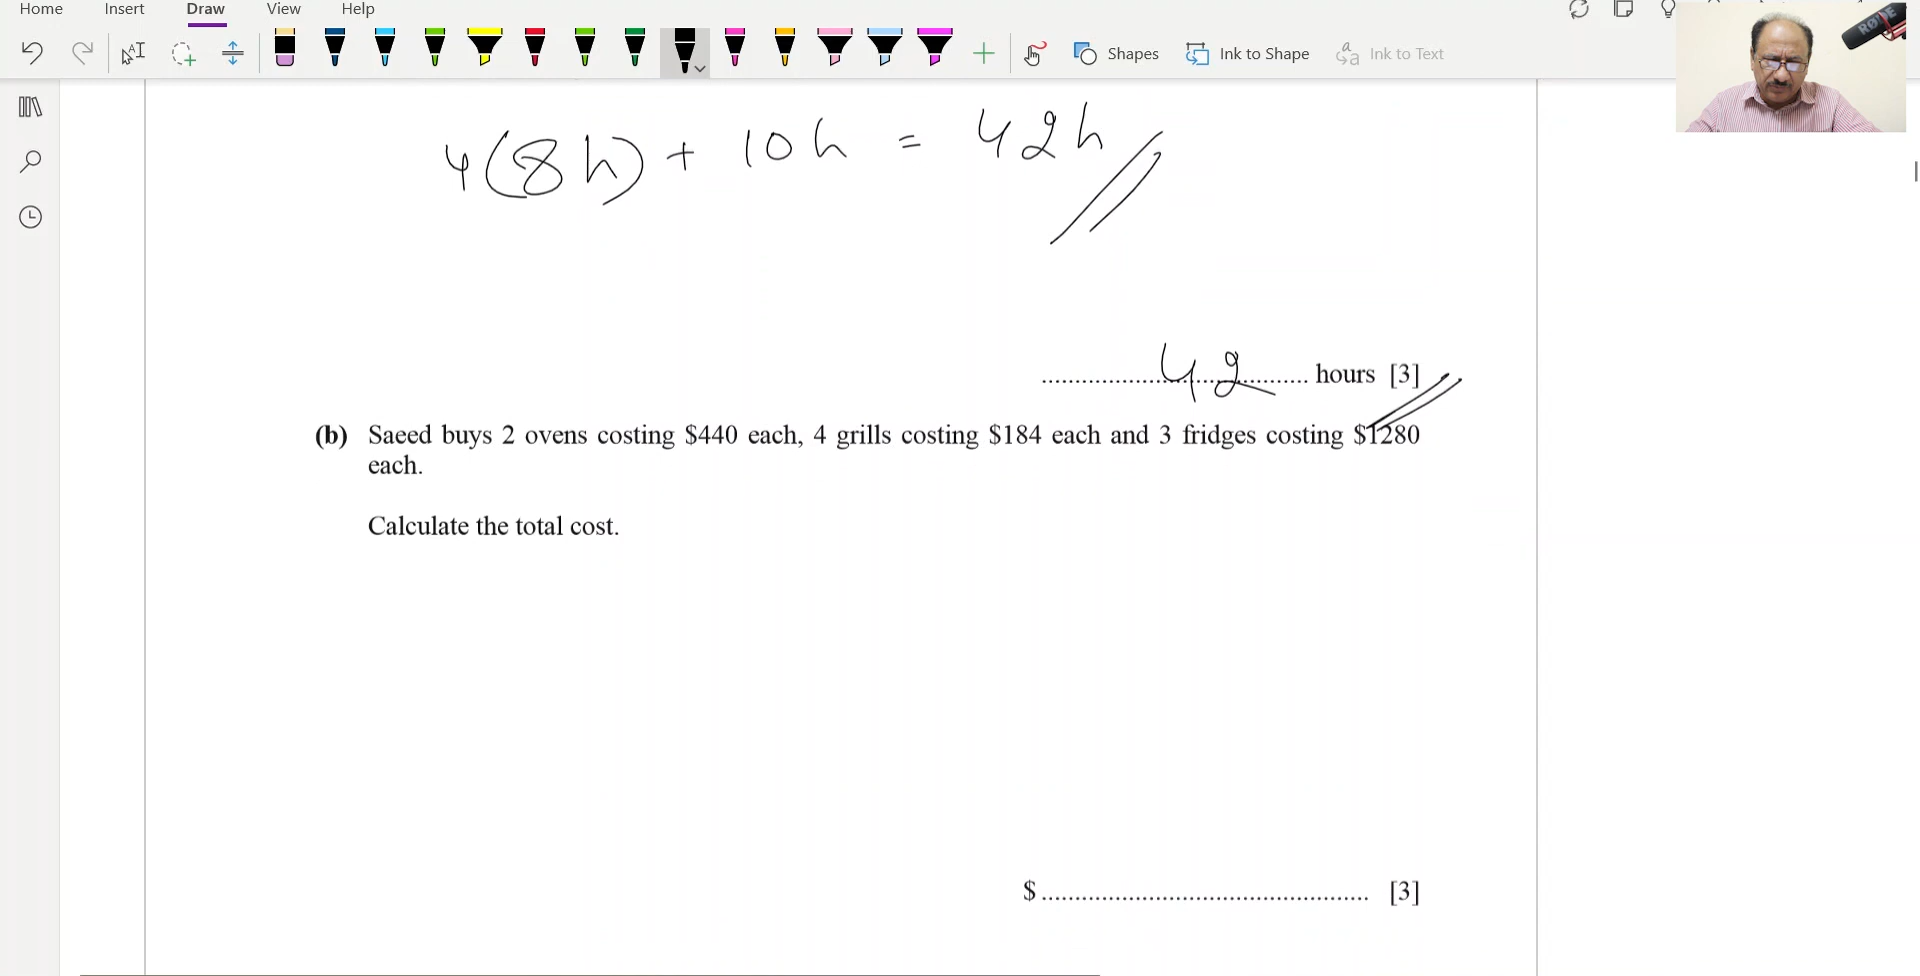 Home Insert Draw View Help
Shapes Ink to Shape Ink to Text
RØDE
4(8h) + 10h = 42h
42 hours [3]
(b) Saeed buys 2 ovens costing $440 each, 4 grills costing $184 each and 3 fridges costing $1280
each.
Calculate the total cost.
$ .................................................. [3]